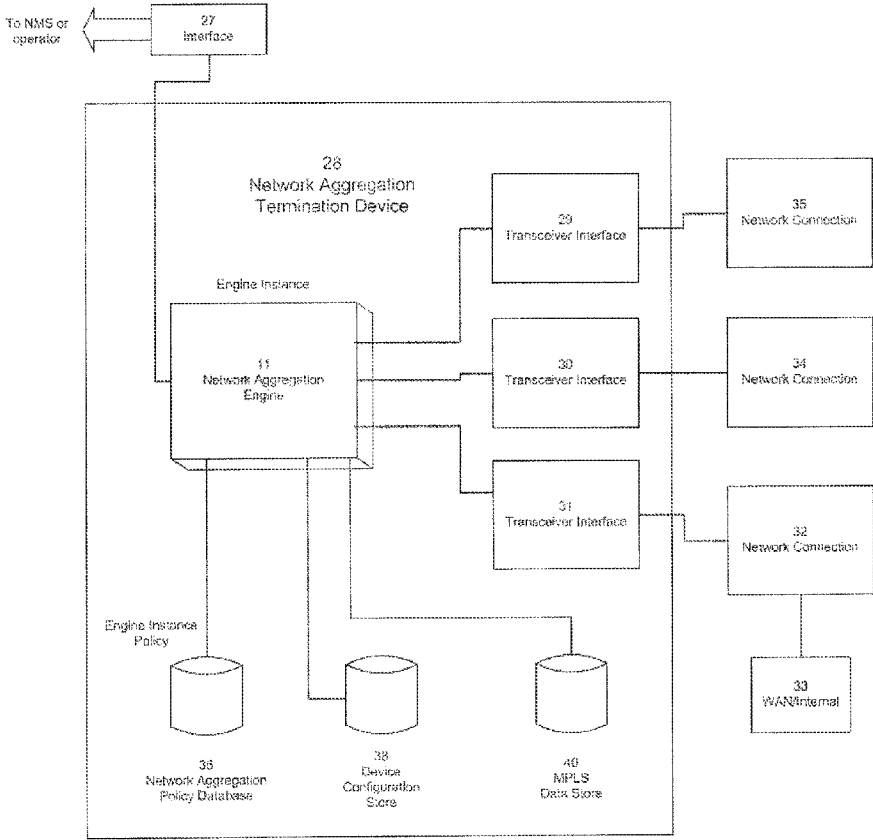 To NMS or
operator
27
Interface
28
Network Aggregation
Termination Device
29
Transceiver Interface
35
Network Connection
Engine Instance
11
Network Aggregation
Engine
30
Transceiver Interface
34
Network Connection
31
Transceiver Interface
32
Network Connection
Engine Instance
Policy
33
WAN/Internal
36
Network Aggregation
Policy Database
38
Device
Configuration
Store
40
MPLS
Data Store